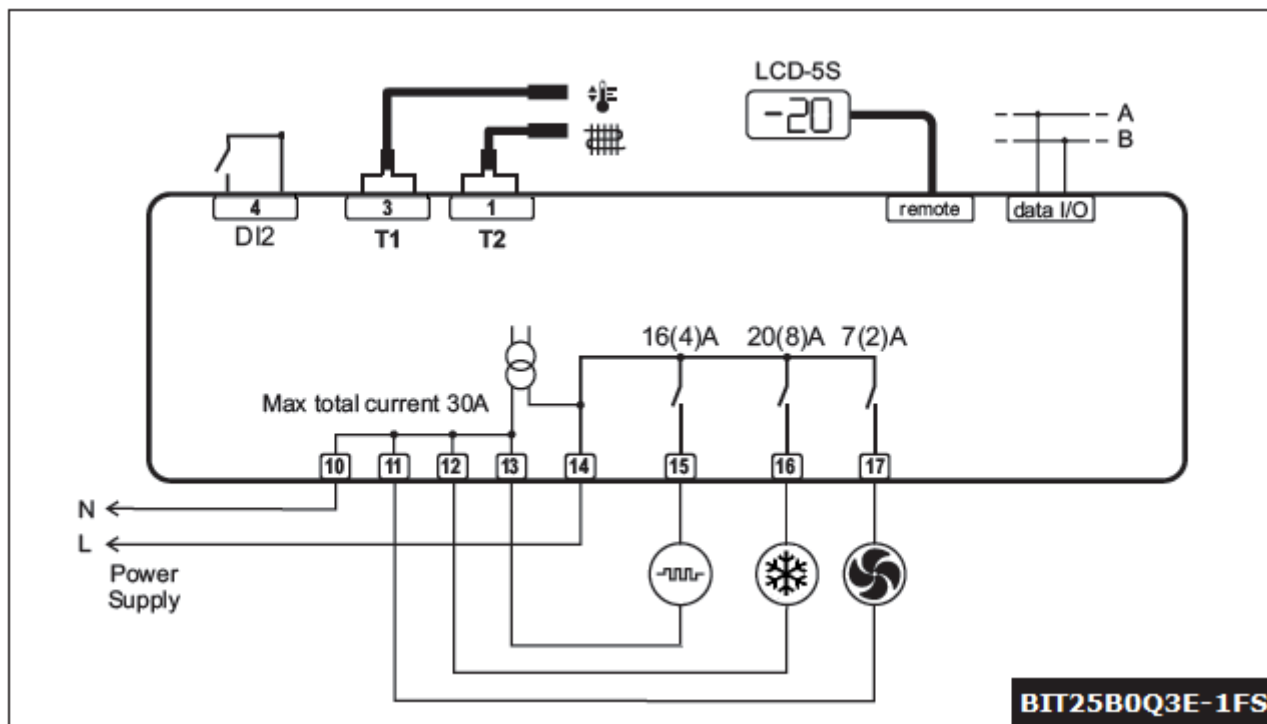 LCD-5S
-20
A
B
4
3
1
remote
data I/O
DI2
T1
T2
16(4)A
20(8)A
7(2)A
Max total current 30A
10
11
12
13
14
15
16
17
N
L
Power
Supply
BIT25B0Q3E-1FS